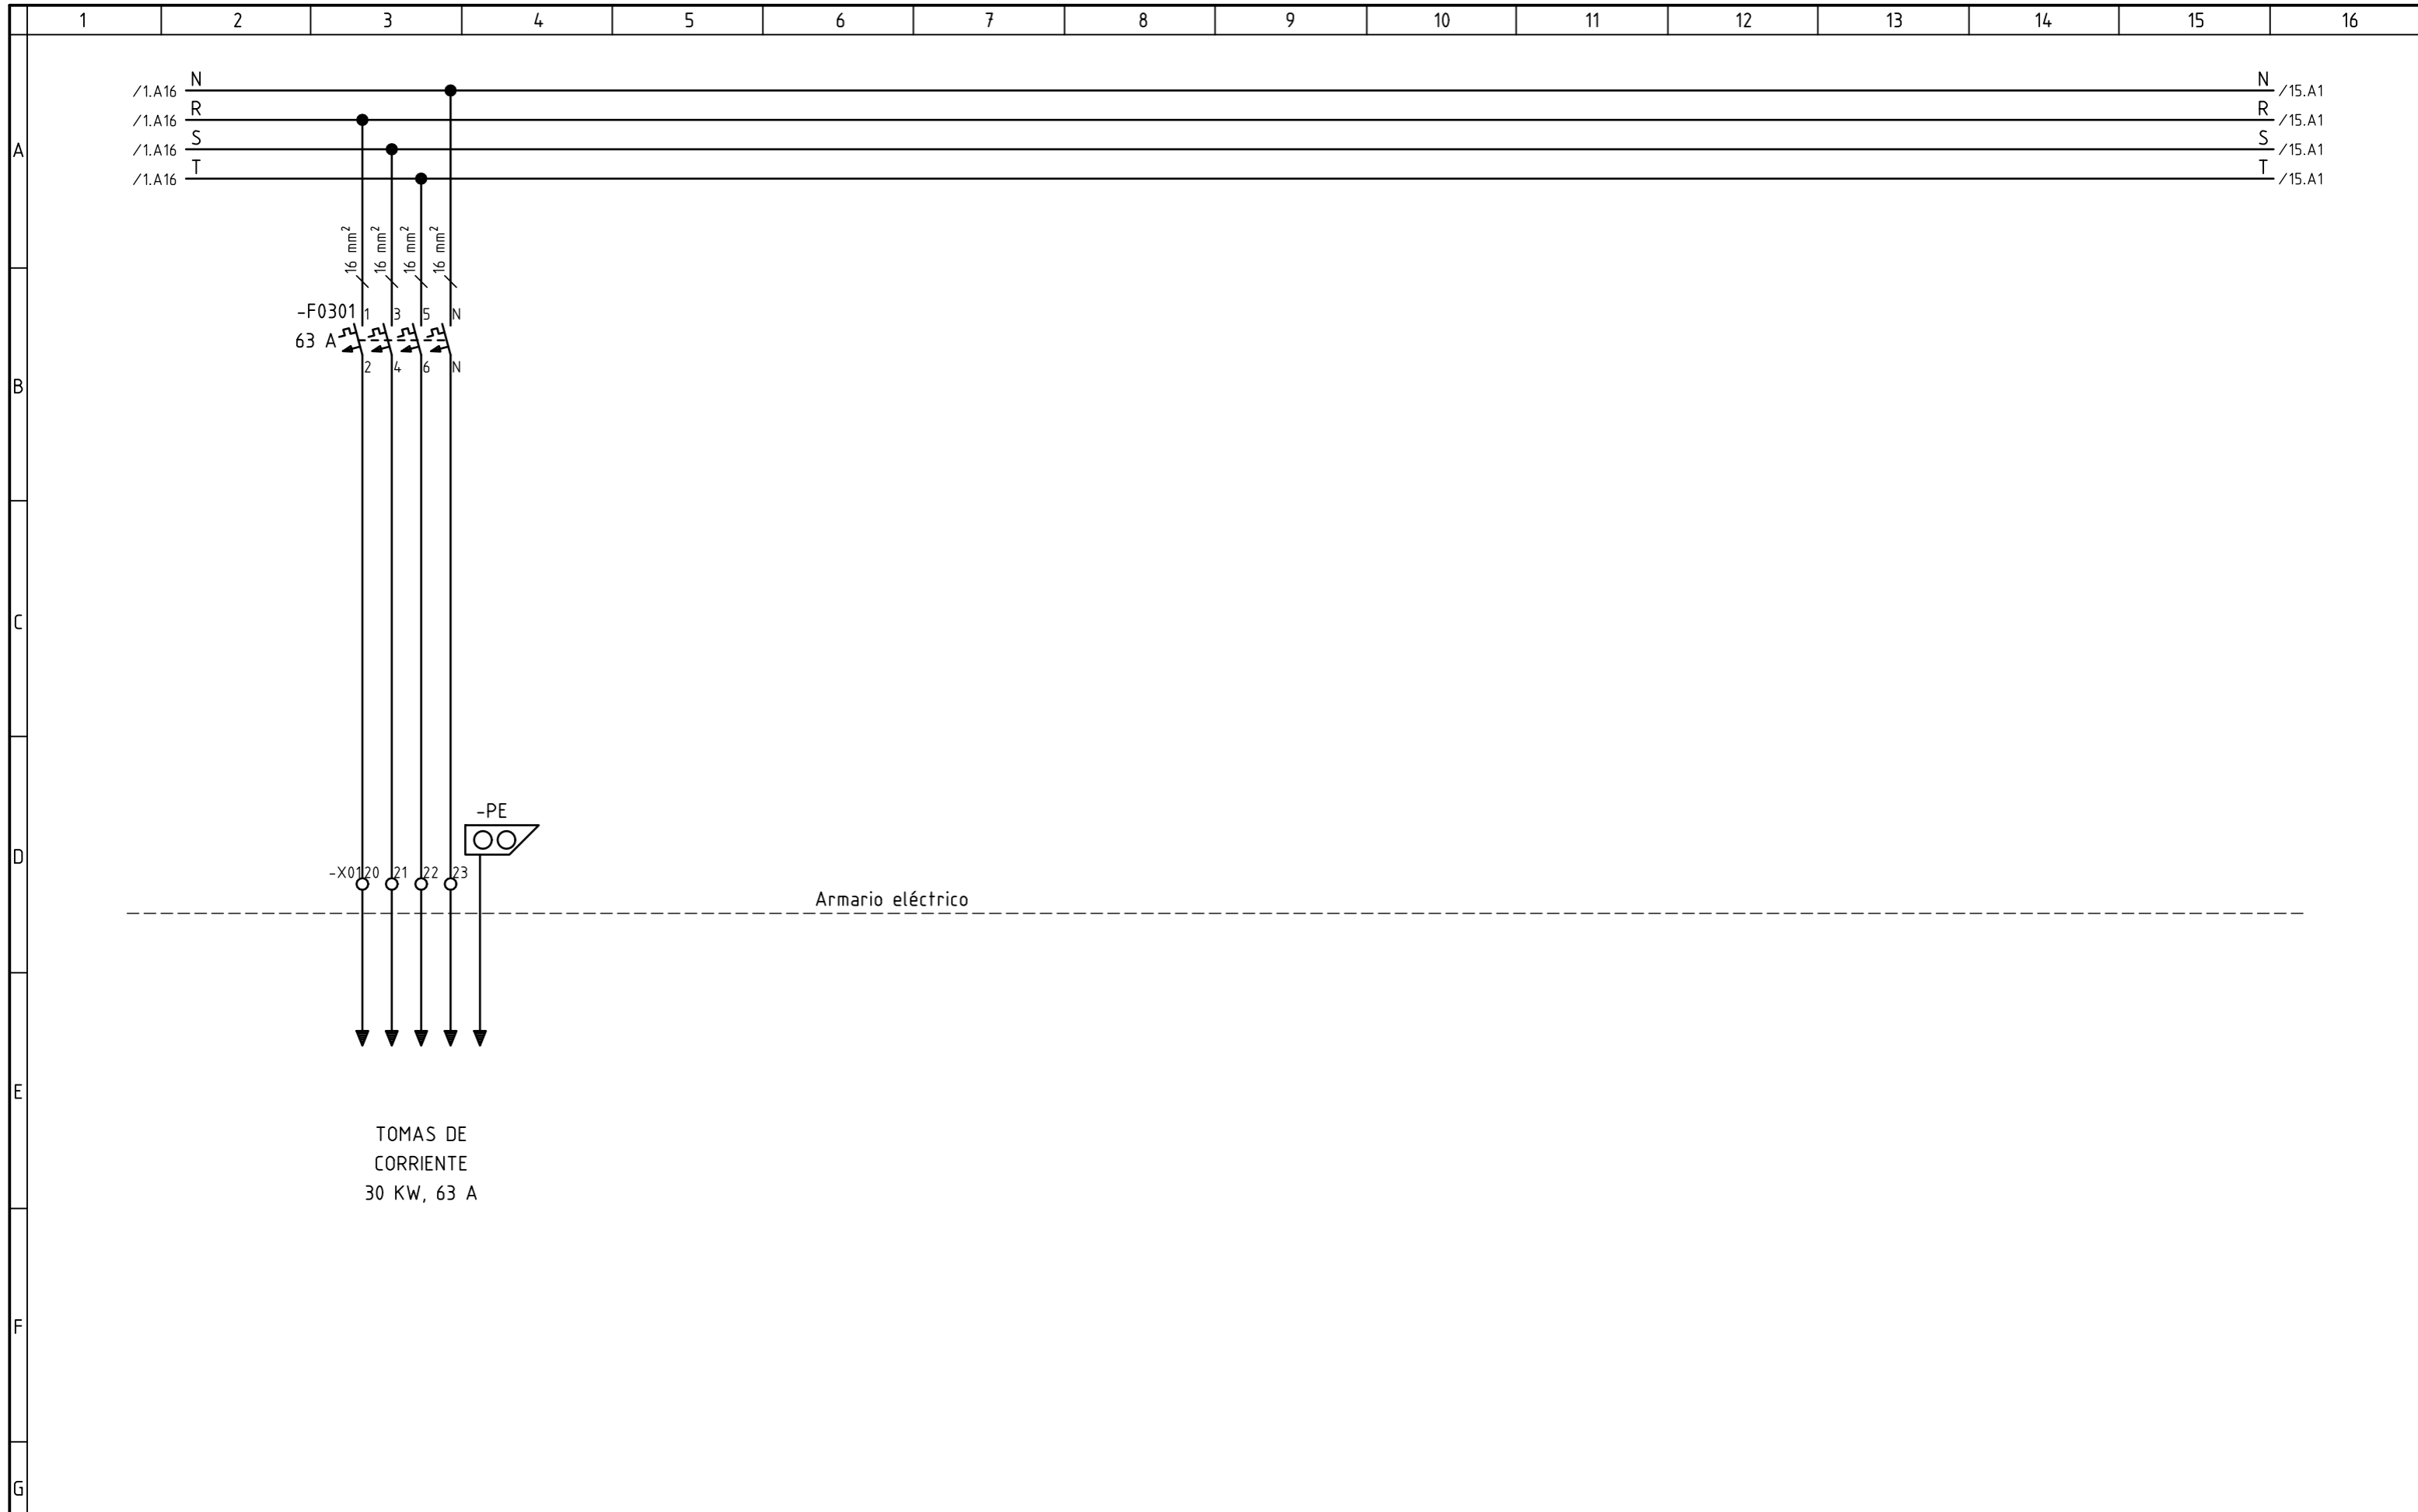 1 2 3 4 5 6 7 8 9 10 11 12 13 14 15 16
N N
/1.A16 /15.A1
R R
/1.A16 /15.A1
S S
A /1.A16 /15.A1
T T
/1.A16 /15.A1
16 mm² 16 mm² 16 mm² 16 mm²
-F0301 1 3 5 N
63 A
2 4 6 N
B
C
-PE
D
-X01 20 21 22 23
Armario eléctrico
E
TOMAS DE
CORRIENTE
30 KW, 63 A
F
G